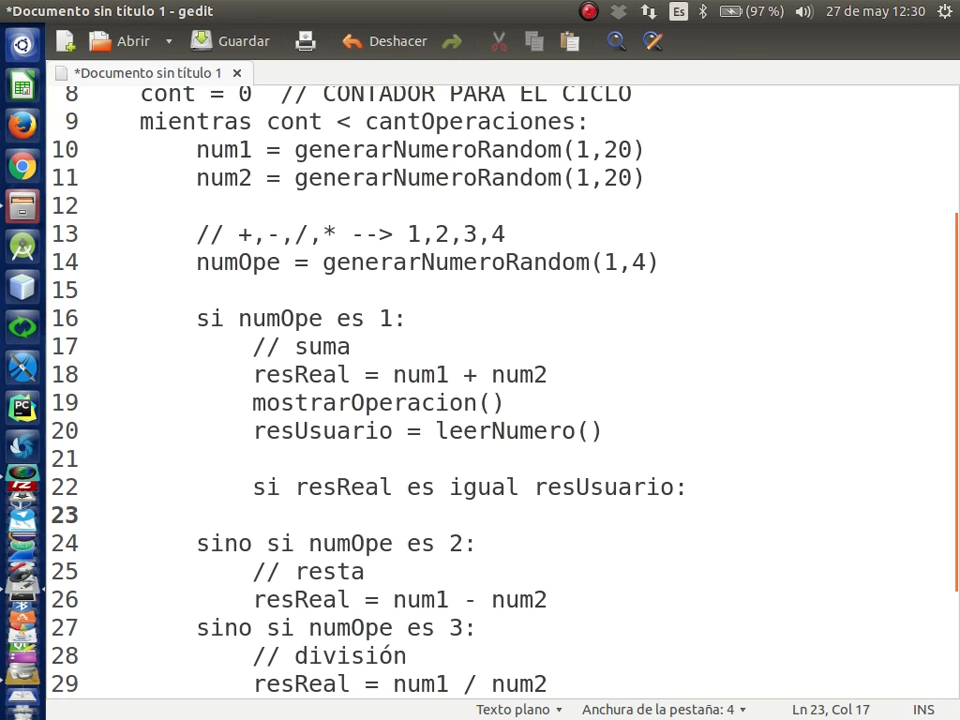 *Documento sin título 1 - gedit
Es
(97 %)
27 de may 12:30
Abrir
Guardar
Deshacer
*Documento sin título 1 ×
8 cont = 0 // CONTADOR PARA EL CICLO
9 mientras cont < cantOperaciones:
10 num1 = generarNumeroRandom(1,20)
11 num2 = generarNumeroRandom(1,20)
12
13 // +,-,/,* --> 1,2,3,4
14 numOpe = generarNumeroRandom(1,4)
15
16 si numOpe es 1:
17 // suma
18 resReal = num1 + num2
19 mostrarOperacion()
20 resUsuario = leerNumero()
21
22 si resReal es igual resUsuario:
23
24 sino si numOpe es 2:
25 // resta
26 resReal = num1 - num2
27 sino si numOpe es 3:
28 // división
29 resReal = num1 / num2
PC
Texto plano
Anchura de la pestaña: 4
Ln 23, Col 17
INS